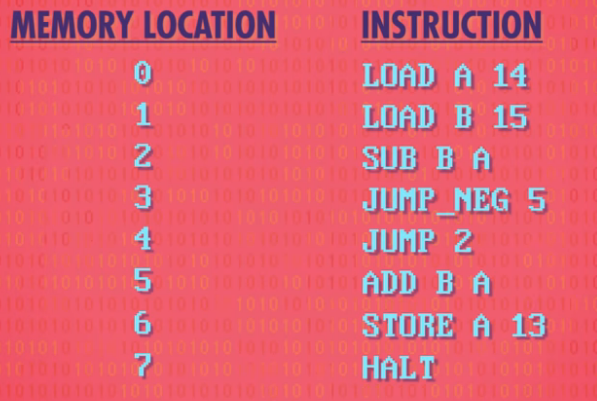 MEMORY LOCATION INSTRUCTION
0 LOAD A 14
1 LOAD B 15
2 SUB B A
3 JUMP_NEG 5
4 JUMP 2
5 ADD B A
6 STORE A 13
7 HALT